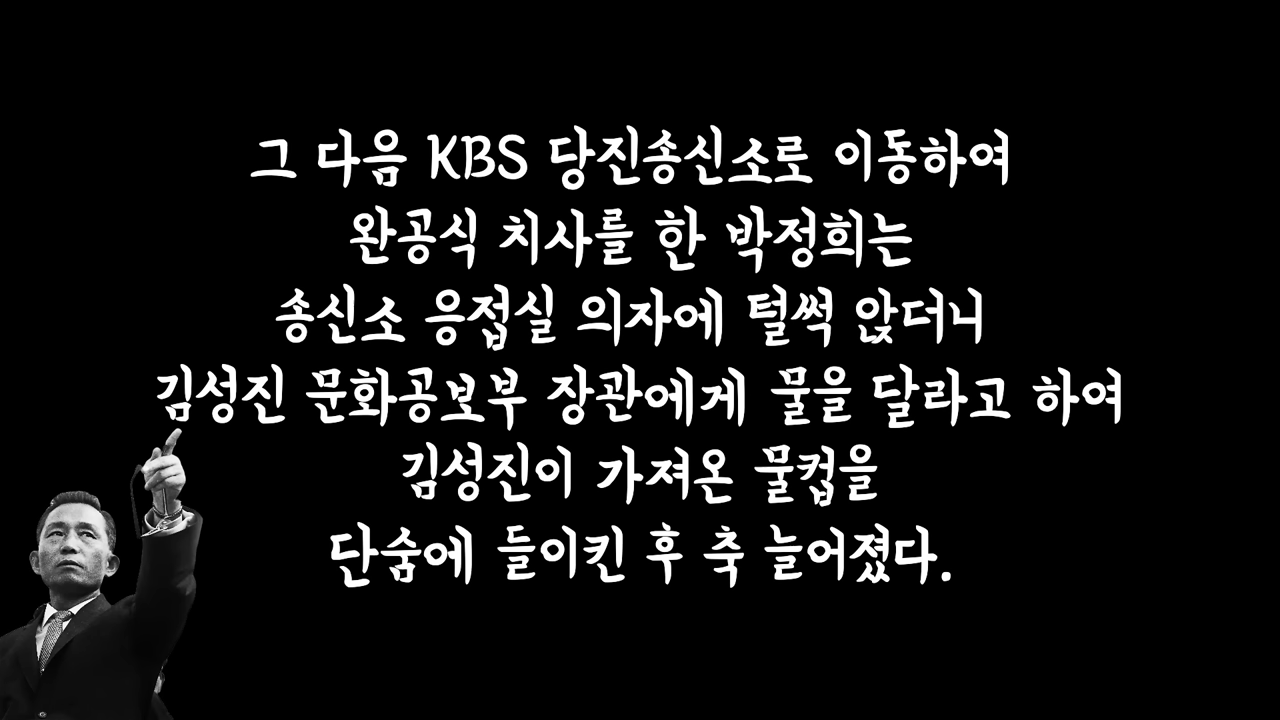 그 다음 KBS 당진송신소로 이동하여
완공식 치사를 한 박정희는
송신소 응접실 의자에 털썩 앉더니
김성진 문화공보부 장관에게 물을 달라고 하여
김성진이 가져온 물컵을
단숨에 들이킨 후 축 늘어졌다.